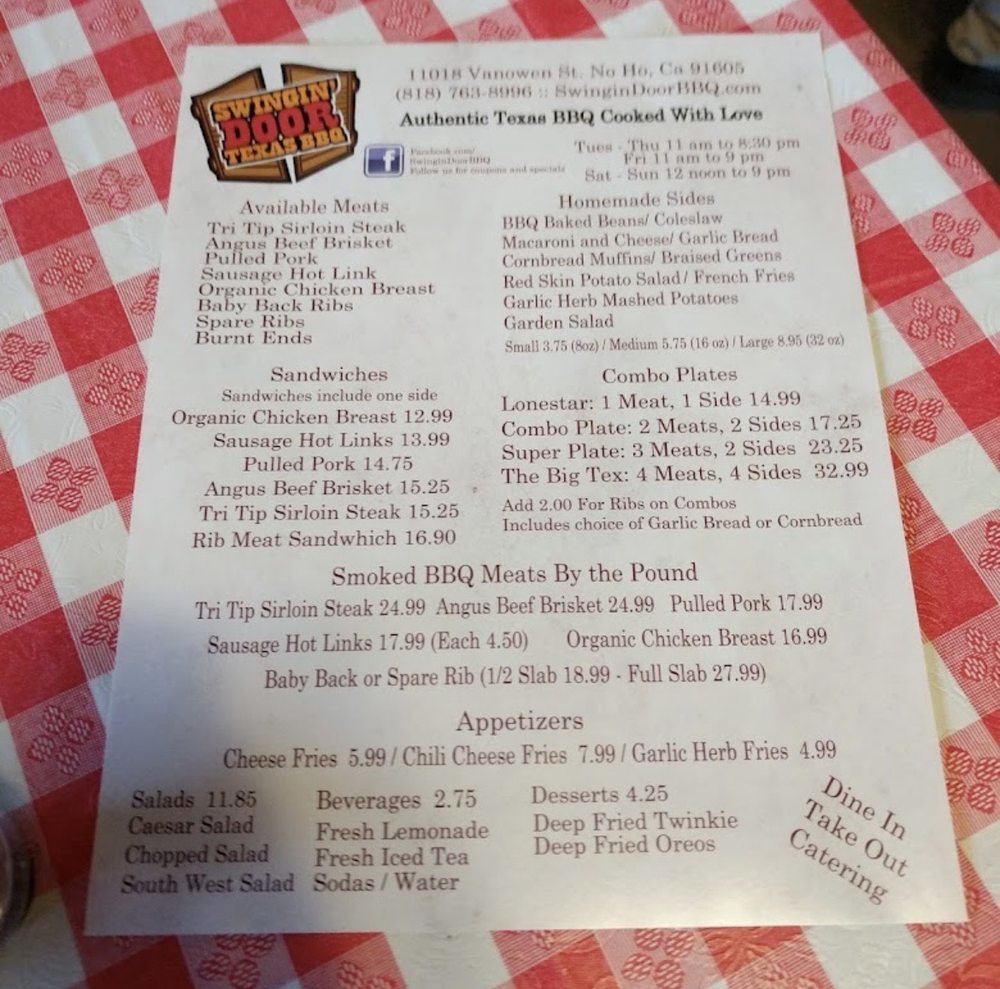 SWINGIN'
DOOR
TEXAS BBQ
11018 Vanowen St. No Ho, Ca 91605
(818) 763-8996 :: SwinginDoorBBQ.com
Authentic Texas BBQ Cooked With Love
f
Facebook.com/
SwinginDoorBBQ
Follow us for coupons and specials
Tues - Thu 11 am to 8:30 pm
Fri 11 am to 9 pm
Sat - Sun 12 noon to 9 pm
Available Meats
Tri Tip Sirloin Steak
Angus Beef Brisket
Pulled Pork
Sausage Hot Link
Organic Chicken Breast
Baby Back Ribs
Spare Ribs
Burnt Ends
Homemade Sides
BBQ Baked Beans/ Coleslaw
Macaroni and Cheese/ Garlic Bread
Cornbread Muffins/ Braised Greens
Red Skin Potato Salad / French Fries
Garlic Herb Mashed Potatoes
Garden Salad
Small 3.75 (8oz) / Medium 5.75 (16 oz) / Large 8.95 (32 oz)
Sandwiches
Sandwiches include one side
Organic Chicken Breast 12.99
Sausage Hot Links 13.99
Pulled Pork 14.75
Angus Beef Brisket 15.25
Tri Tip Sirloin Steak 15.25
Rib Meat Sandwhich 16.90
Combo Plates
Lonestar: 1 Meat, 1 Side 14.99
Combo Plate: 2 Meats, 2 Sides 17.25
Super Plate: 3 Meats, 2 Sides 23.25
The Big Tex: 4 Meats, 4 Sides 32.99
Add 2.00 For Ribs on Combos
Includes choice of Garlic Bread or Cornbread
Smoked BBQ Meats By the Pound
Tri Tip Sirloin Steak 24.99 Angus Beef Brisket 24.99 Pulled Pork 17.99
Sausage Hot Links 17.99 (Each 4.50) Organic Chicken Breast 16.99
Baby Back or Spare Rib (1/2 Slab 18.99 - Full Slab 27.99)
Appetizers
Cheese Fries 5.99 / Chili Cheese Fries 7.99 / Garlic Herb Fries 4.99
Salads 11.85
Caesar Salad
Chopped Salad
South West Salad
Beverages 2.75
Fresh Lemonade
Fresh Iced Tea
Sodas / Water
Desserts 4.25
Deep Fried Twinkie
Deep Fried Oreos
Dine In
Take Out
Catering